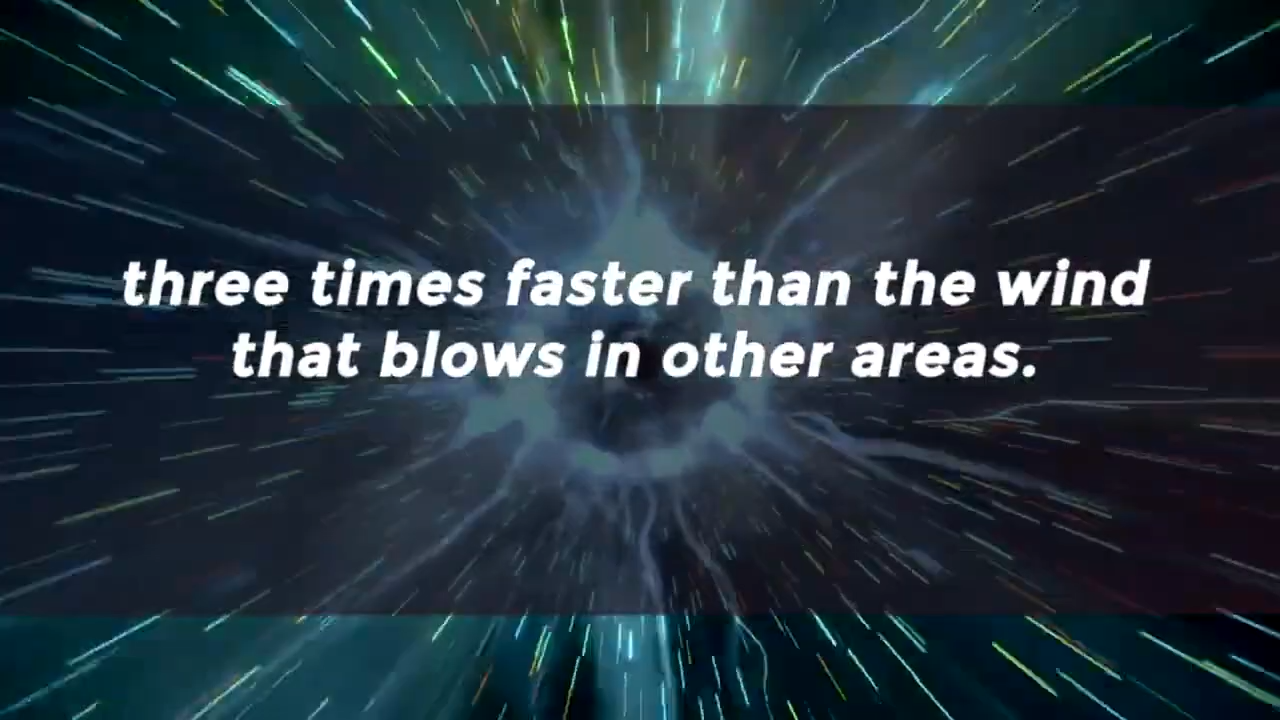 three times faster than the wind
that blows in other areas.